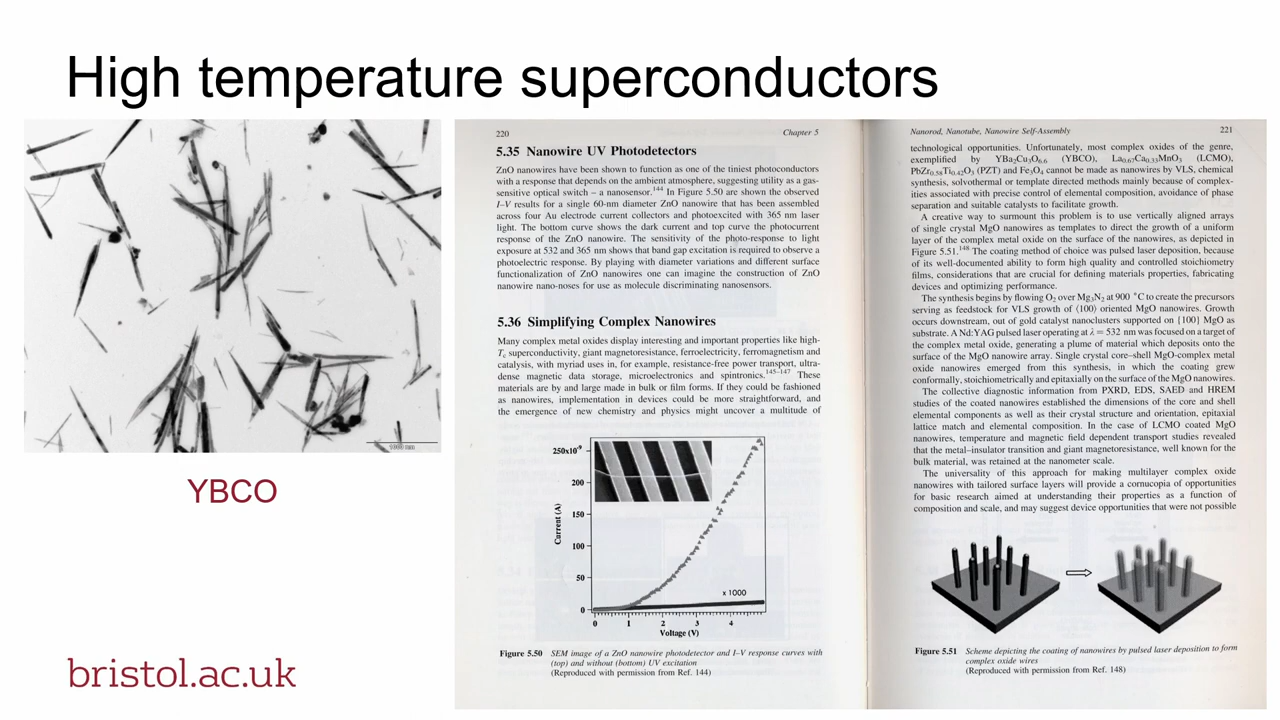 High temperature superconductors
1000 nm
YBCO
bristol.ac.uk
220
Chapter 5
5.35 Nanowire UV Photodetectors
ZnO nanowires have been shown to function as one of the tiniest photoconductors
with a response that depends on the ambient atmosphere, suggesting utility as a gas-
sensitive optical switch – a nanosensor.144 In Figure 5.50 are shown the observed
I–V results for a single 60-nm diameter ZnO nanowire that has been assembled
across four Au electrode current collectors and photoexcited with 365 nm laser
light. The bottom curve shows the dark current and top curve the photocurrent
response of the ZnO nanowire. The sensitivity of the photo-response to light
exposure at 532 and 365 nm shows that band gap excitation is required to observe a
photoelectric response. By playing with diameter variations and different surface
functionalization of ZnO nanowires one can imagine the construction of ZnO
nanowire nano-noses for use as molecule discriminating nanosensors.
5.36 Simplifying Complex Nanowires
Many complex metal oxides display interesting and important properties like high-
Tc superconductivity, giant magnetoresistance, ferroelectricity, ferromagnetism and
catalysis, with myriad uses in, for example, resistance-free power transport, ultra-
dense magnetic data storage, microelectronics and spintronics.145–147 These
materials are by and large made in bulk or film forms. If they could be fashioned
as nanowires, implementation in devices could be more straightforward, and
the emergence of new chemistry and physics might uncover a multitude of
250x10-9
200
150
100
50
0
Current (A)
x 1000
0 1 2 3 4
Voltage (V)
Figure 5.50 SEM image of a ZnO nanowire photodetector and I–V response curves with
(top) and without (bottom) UV excitation
(Reproduced with permission from Ref. 144)
Nanorod, Nanotube, Nanowire Self-Assembly
221
technological opportunities. Unfortunately, most complex oxides of the genre,
exemplified by YBa2Cu3O6.6 (YBCO), La0.67Ca0.33MnO3 (LCMO),
PbZr0.58Ti0.42O3 (PZT) and Fe3O4 cannot be made as nanowires by VLS, chemical
synthesis, solvothermal or template directed methods mainly because of complex-
ities associated with precise control of elemental composition, avoidance of phase
separation and suitable catalysts to facilitate growth.
A creative way to surmount this problem is to use vertically aligned arrays
of single crystal MgO nanowires as templates to direct the growth of a uniform
layer of the complex metal oxide on the surface of the nanowires, as depicted in
Figure 5.51.148 The coating method of choice was pulsed laser deposition, because
of its well-documented ability to form high quality and controlled stoichiometry
films, considerations that are crucial for defining materials properties, fabricating
devices and optimizing performance.
The synthesis begins by flowing O2 over Mg3N2 at 900 °C to create the precursors
serving as feedstock for VLS growth of ⟨100⟩ oriented MgO nanowires. Growth
occurs downstream, out of gold catalyst nanoclusters supported on {100} MgO as
substrate. A Nd:YAG pulsed laser operating at λ = 532 nm was focused on a target of
the complex metal oxide, generating a plume of material which deposits onto the
surface of the MgO nanowire array. Single crystal core–shell MgO-complex metal
oxide nanowires emerged from this synthesis, in which the coating grew
conformally, stoichiometrically and epitaxially on the surface of the MgO nanowires.
The collective diagnostic information from PXRD, EDS, SAED and HREM
studies of the coated nanowires established the dimensions of the core and shell
elemental components as well as their crystal structure and orientation, epitaxial
lattice match and elemental composition. In the case of LCMO coated MgO
nanowires, temperature and magnetic field dependent transport studies revealed
that the metal–insulator transition and giant magnetoresistance, well known for the
bulk material, was retained at the nanometer scale.
The universality of this approach for making multilayer complex oxide
nanowires with tailored surface layers will provide a cornucopia of opportunities
for basic research aimed at understanding their properties as a function of
composition and scale, and may suggest device opportunities that were not possible
Figure 5.51 Scheme depicting the coating of nanowires by pulsed laser deposition to form
complex oxide wires
(Reproduced with permission from Ref. 148)